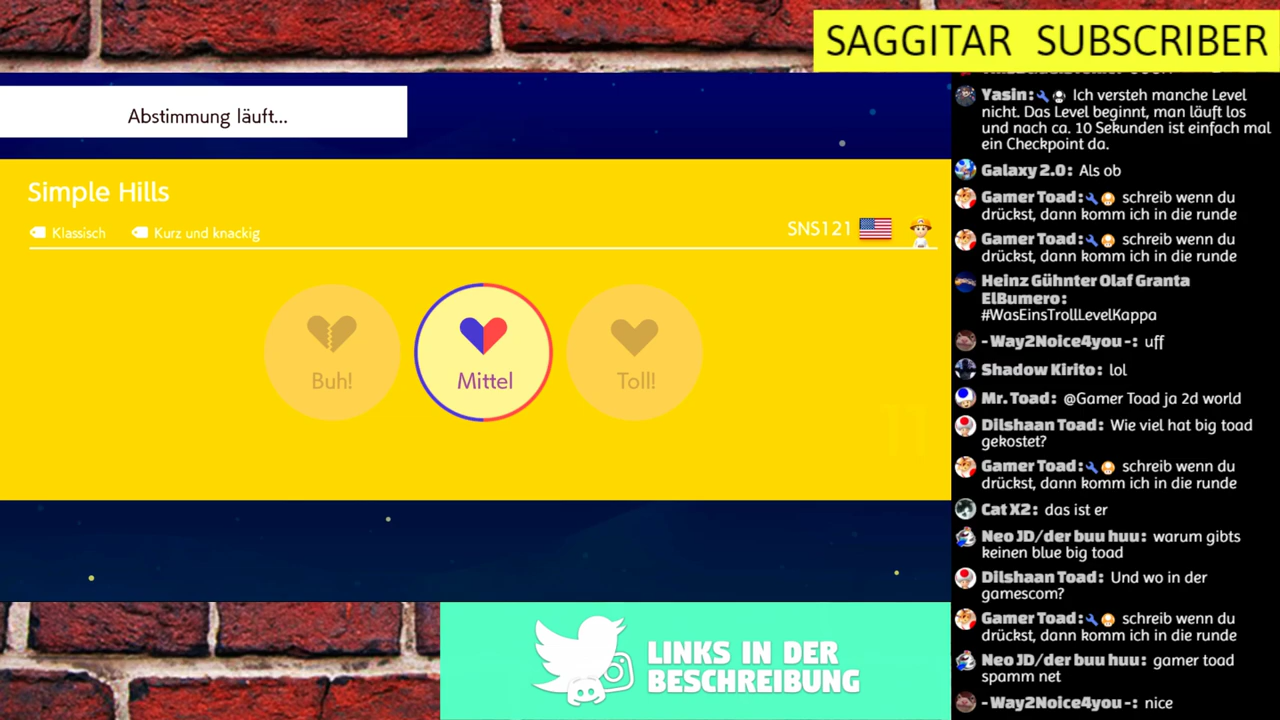 SAGGITAR SUBSCRIBER
Abstimmung läuft...
Simple Hills
Klassisch Kurz und knackig
SNS121
Buh! Mittel Toll!
11
LINKS IN DER
BESCHREIBUNG
Yasin: Ich versteh manche Level
nicht. Das Level beginnt, man läuft los
und nach ca. 10 Sekunden ist einfach mal
ein Checkpoint da.
Galaxy 2.0: Als ob
Gamer Toad: schreib wenn du
drückst, dann komm ich in die runde
Gamer Toad: schreib wenn du
drückst, dann komm ich in die runde
Heinz Gühnter Olaf Granta
ElBumero:
#WasEinsTrollLevelKappa
-Way2Noice4you-: uff
Shadow Kirito: lol
Mr. Toad: @Gamer Toad ja 2d world
Dilshaan Toad: Wie viel hat big toad
gekostet?
Gamer Toad: schreib wenn du
drückst, dann komm ich in die runde
Cat X2: das ist er
Neo JD/der buu huu: warum gibts
keinen blue big toad
Dilshaan Toad: Und wo in der
gamescom?
Gamer Toad: schreib wenn du
drückst, dann komm ich in die runde
Neo JD/der buu huu: gamer toad
spamm net
-Way2Noice4you-: nice